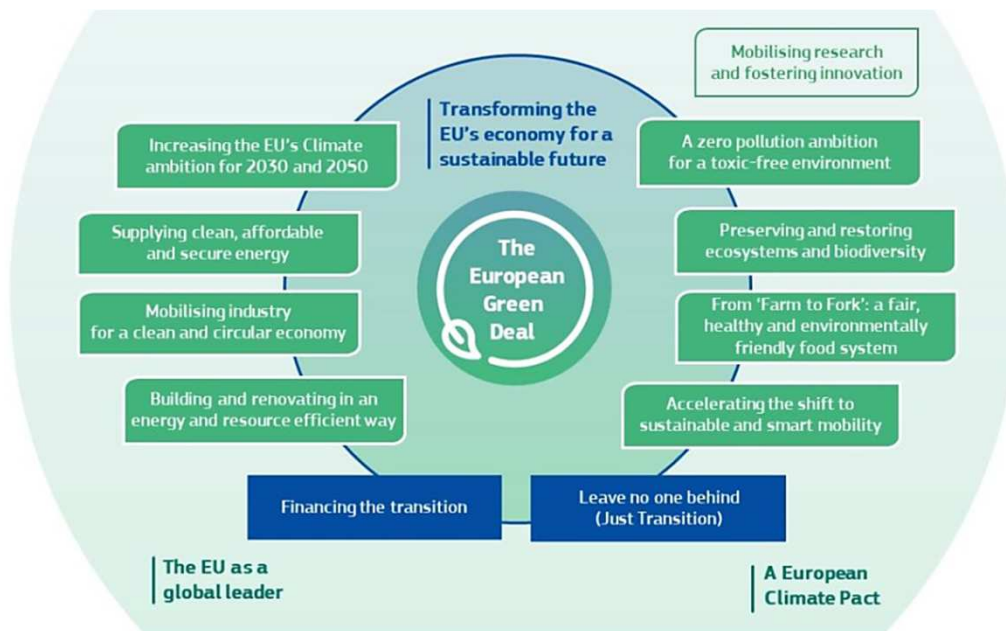 Mobilising research
and fostering innovation
Transforming the
EU's economy for a
sustainable future
Increasing the EU's Climate
ambition for 2030 and 2050
A zero pollution ambition
for a toxic-free environment
Supplying clean, affordable
and secure energy
Preserving and restoring
ecosystems and biodiversity
The
European
Green
Deal
Mobilising industry
for a clean and circular economy
From 'Farm to Fork': a fair,
healthy and environmentally
friendly food system
Building and renovating in an
energy and resource efficient way
Accelerating the shift to
sustainable and smart mobility
Financing the transition
Leave no one behind
(Just Transition)
The EU as a
global leader
A European
Climate Pact